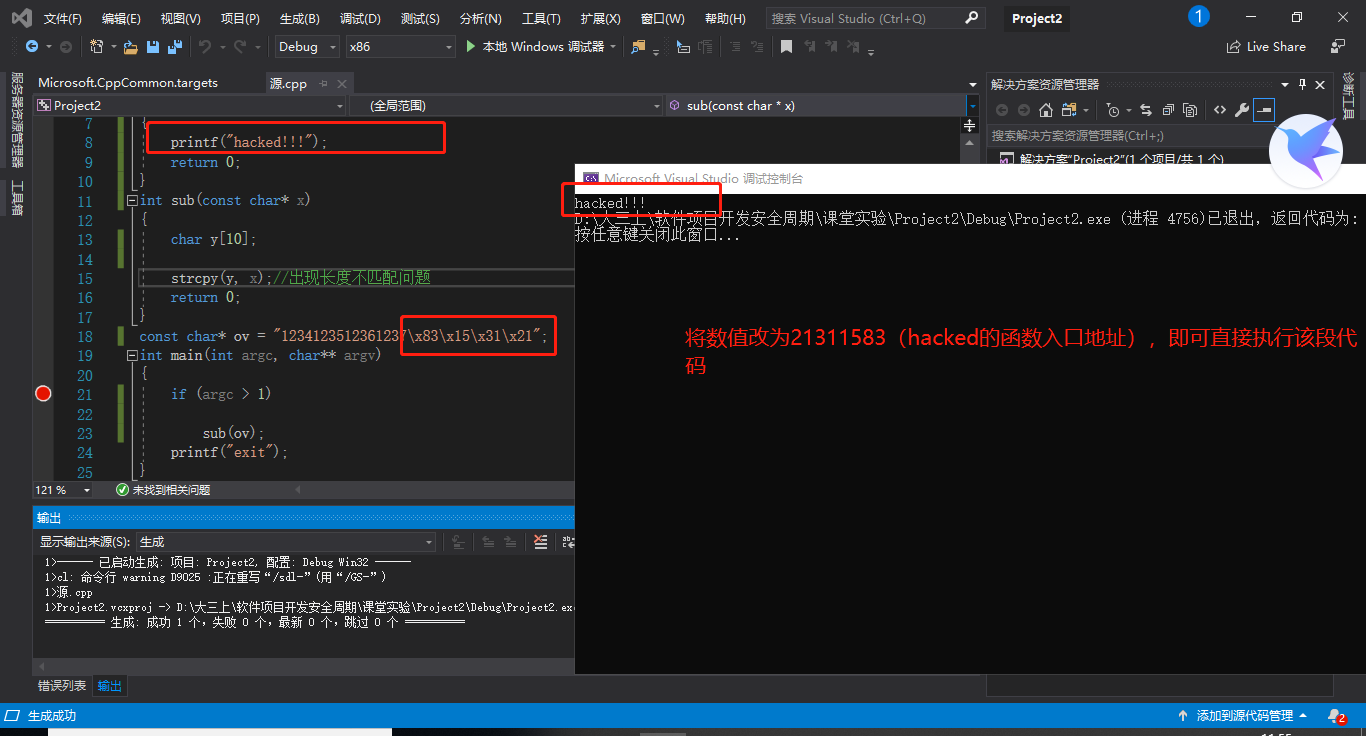 文件(F) 编辑(E) 视图(V) 项目(P) 生成(B) 调试(D) 测试(S) 分析(N) 工具(T) 扩展(X) 窗口(W) 帮助(H) 搜索 Visual Studio (Ctrl+Q) Project2 1
Debug x86 本地 Windows 调试器 Live Share
服务器资源管理器
工具箱
Microsoft.CppCommon.targets 源.cpp
Project2 (全局范围) sub(const char * x)
7 {
8 printf("hacked!!!");
9 return 0;
10 }
11 int sub(const char* x)
12 {
13 char y[10];
14
15 strcpy(y, x);//出现长度不匹配问题
16 return 0;
17 }
18 const char* ov = "1234123512361237\x83\x15\x31\x21";
19 int main(int argc, char** argv)
20 {
21 if (argc > 1)
22
23 sub(ov);
24 printf("exit");
25 }
121 % 未找到相关问题
解决方案资源管理器
搜索解决方案资源管理器(Ctrl+;)
解决方案"Project2"(1 个项目/共 1 个)
诊断工具
Microsoft Visual Studio 调试控制台
hacked!!!
D:\大三上\软件项目开发安全周期\课堂实验\Project2\Debug\Project2.exe (进程 4756)已退出，返回代码为:
按任意键关闭此窗口...
将数值改为21311583（hacked的函数入口地址），即可直接执行该段代
码
输出
显示输出来源(S): 生成
1>------ 已启动生成: 项目: Project2, 配置: Debug Win32 ------
1>cl: 命令行 warning D9025 :正在重写“/sdl-”(用“/GS-”)
1>源.cpp
1>Project2.vcxproj -> D:\大三上\软件项目开发安全周期\课堂实验\Project2\Debug\Project2.exe
========== 生成: 成功 1 个，失败 0 个，最新 0 个，跳过 0 个 ==========
错误列表 输出
生成成功 添加到源代码管理 2